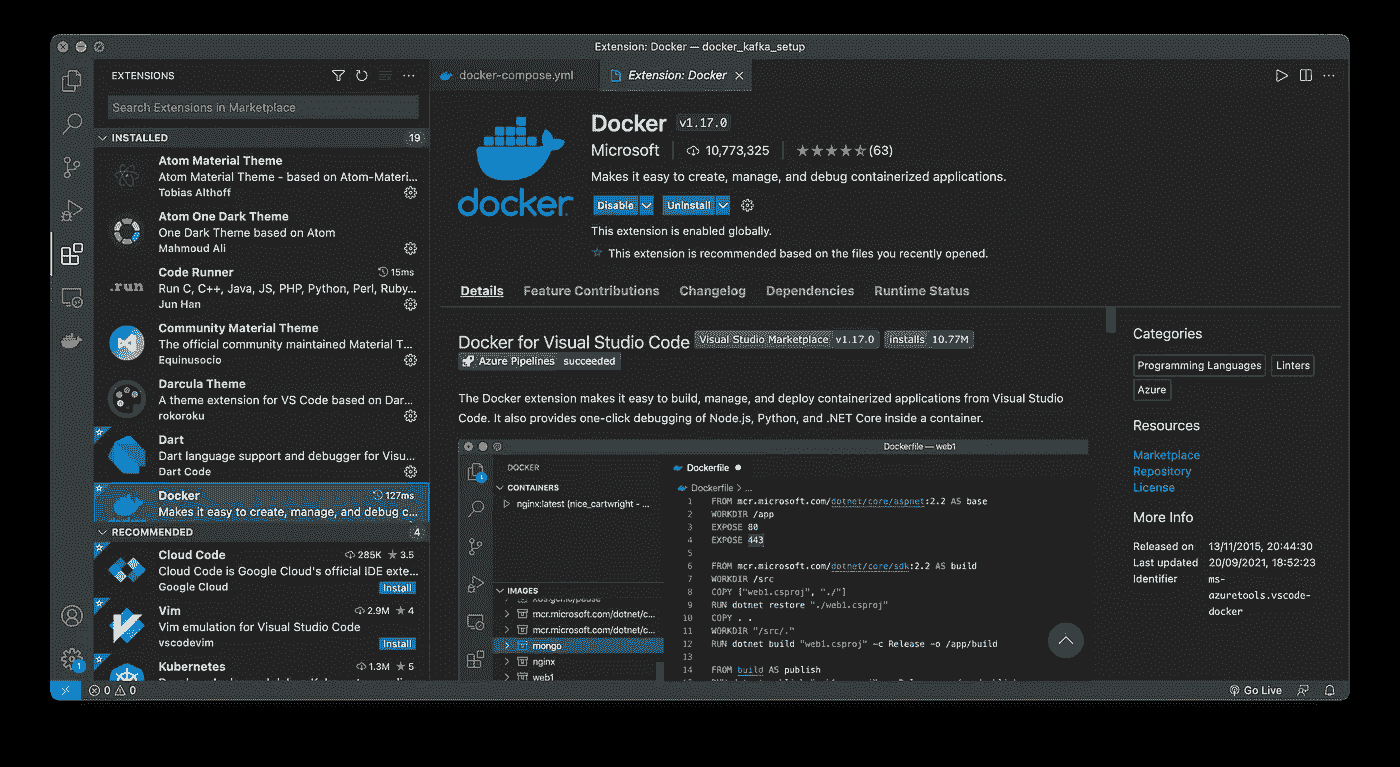 Extension: Docker — docker_kafka_setup
EXTENSIONS
Search Extensions in Marketplace
INSTALLED 19
Atom Material Theme
Atom Material Theme - based on Atom-Materi...
Tobias Althoff
Atom One Dark Theme
One Dark Theme based on Atom
Mahmoud Ali
Code Runner 15ms
.run
Run C, C++, Java, JS, PHP, Python, Perl, Ruby...
Jun Han
Community Material Theme
The official community maintained Material T...
Equinusocio
Darcula Theme
A theme extension for VS Code based on Dar...
rokoroku
Dart
Dart language support and debugger for Visu...
Dart Code
Docker 127ms
Makes it easy to create, manage, and debug c...
RECOMMENDED 4
Cloud Code 285K ★ 3.5
Cloud Code is Google Cloud's official IDE exte...
Google Cloud Install
Vim 2.9M ★ 4
Vim emulation for Visual Studio Code
vscodevim Install
Kubernetes 1.3M ★ 5
1
0 0
docker-compose.yml Extension: Docker
docker
Docker v1.17.0
Microsoft 10,773,325 (63)
Makes it easy to create, manage, and debug containerized applications.
Disable Uninstall
This extension is enabled globally.
This extension is recommended based on the files you recently opened.
Details Feature Contributions Changelog Dependencies Runtime Status
Docker for Visual Studio Code Visual Studio Marketplace v1.17.0 installs 10.77M
Azure Pipelines succeeded
The Docker extension makes it easy to build, manage, and deploy containerized applications from Visual Studio
Code. It also provides one-click debugging of Node.js, Python, and .NET Core inside a container.
Dockerfile — web1
DOCKER
CONTAINERS
nginx:latest (nice_cartwright - ...
1
IMAGES
mcr.microsoft.com/dotnet/c...
mcr.microsoft.com/dotnet/c...
mongo
nginx
web1
Dockerfile
Dockerfile > ...
1 FROM mcr.microsoft.com/dotnet/core/aspnet:2.2 AS base
2 WORKDIR /app
3 EXPOSE 80
4 EXPOSE 443
5
6 FROM mcr.microsoft.com/dotnet/core/sdk:2.2 AS build
7 WORKDIR /src
8 COPY ["web1.csproj", "./"]
9 RUN dotnet restore "./web1.csproj"
10 COPY . .
11 WORKDIR "/src/."
12 RUN dotnet build "web1.csproj" -c Release -o /app/build
13
14 FROM build AS publish
Categories
Programming Languages Linters
Azure
Resources
Marketplace
Repository
License
More Info
Released on 13/11/2015, 20:44:30
Last updated 20/09/2021, 18:52:23
Identifier ms-
azuretools.vscode-
docker
Go Live